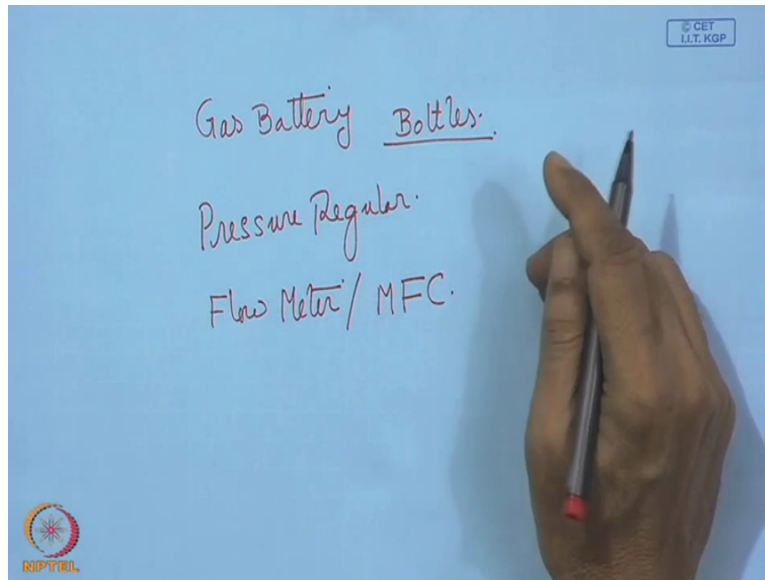 © CET
I.I.T. KGP
Gas Battery Bottles.
Pressure Regular.
Flow Meter / MFC.
NPTEL